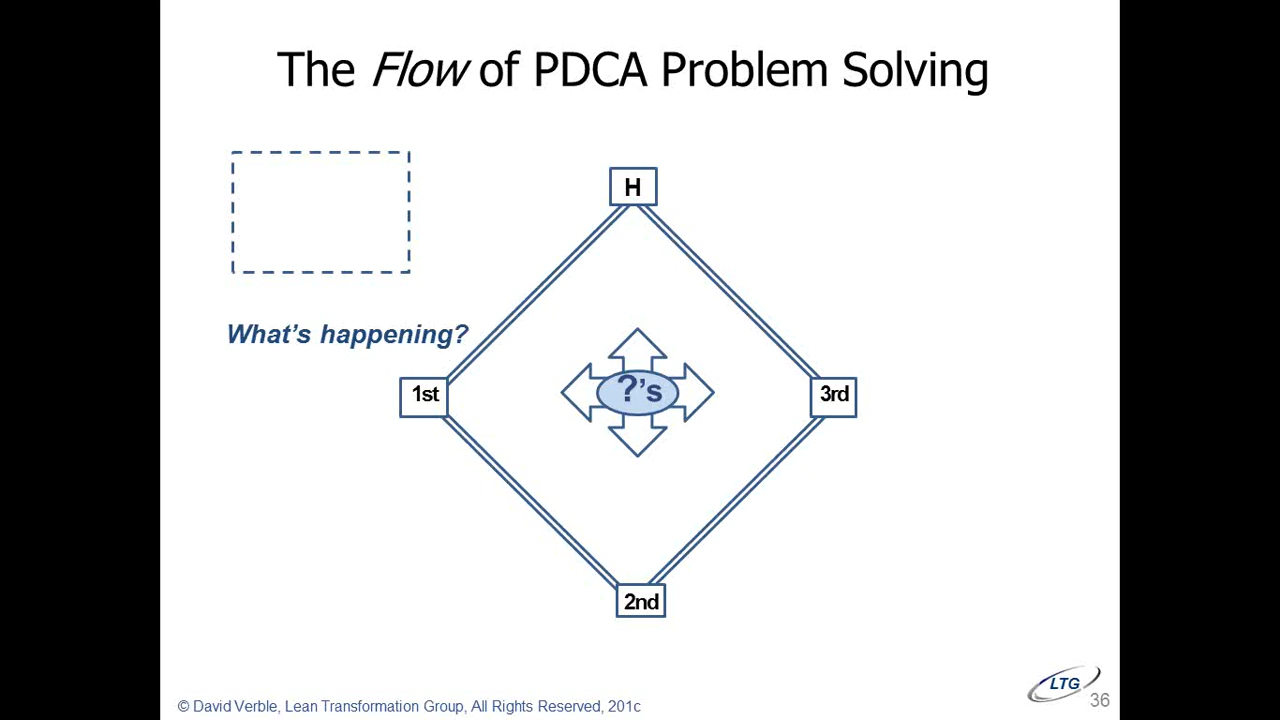 The Flow of PDCA Problem Solving
H
What's happening?
1st
?'s
3rd
2nd
© David Verble, Lean Transformation Group, All Rights Reserved, 201c
LTG
36